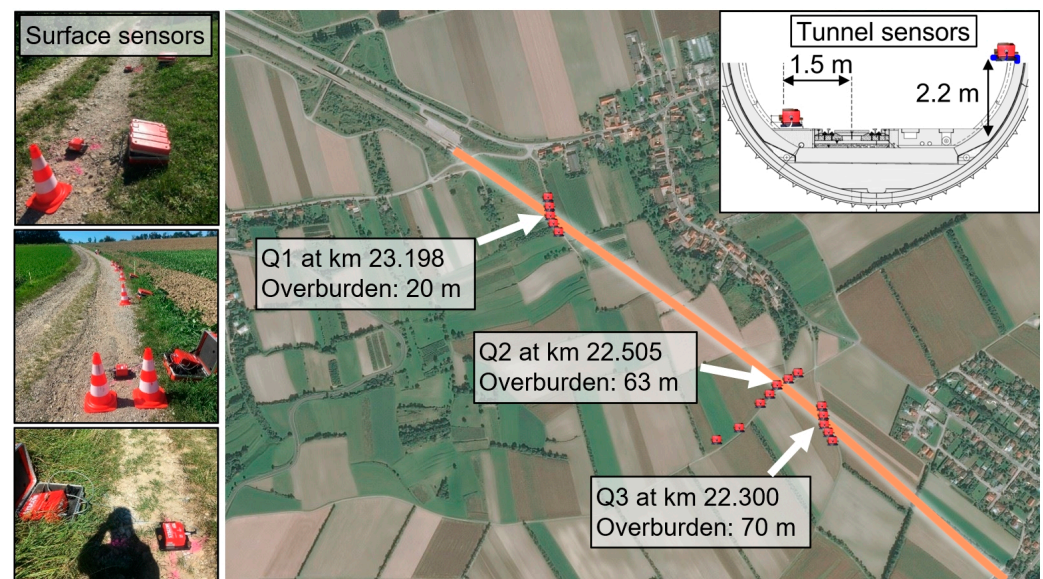 Surface sensors
Tunnel sensors
1.5 m
2.2 m
Q1 at km 23.198
Overburden: 20 m
Q2 at km 22.505
Overburden: 63 m
Q3 at km 22.300
Overburden: 70 m